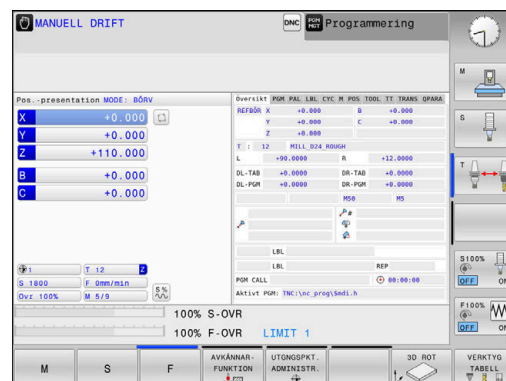 MANUELL DRIFT
DNC
PGM MGT
Programmering
Pos.-presentation MODE: BÖRV
X +0.000
Y +0.000
Z +110.000
B +0.000
C +0.000
1 T 12 Z
S 1800 F 0mm/min
Ovr 100% M 5/9
S %
Översikt PGM PAL LBL CYC M POS TOOL TT TRANS QPARA
REFBÖR X +0.000 B +0.000
Y +0.000 C +0.000
Z +0.000
T : 12 MILL_D24_ROUGH
L +90.0000 R +12.0000
DL-TAB +0.0000 DR-TAB +0.0000
DL-PGM +0.0000 DR-PGM +0.0000
M50 M5
P#
LBL
LBL REP
PGM CALL 00:00:00
Aktivt PGM: TNC:\nc_prog\$mdi.h
100% S-OVR
100% F-OVR LIMIT 1
M
S
T
S100%
OFF ON
F100%
OFF ON
M
S
F
AVKÄNNAR-
FUNKTION
UTGNGSPKT.
ADMINISTR.
3D ROT
VERKTYG
TABELL